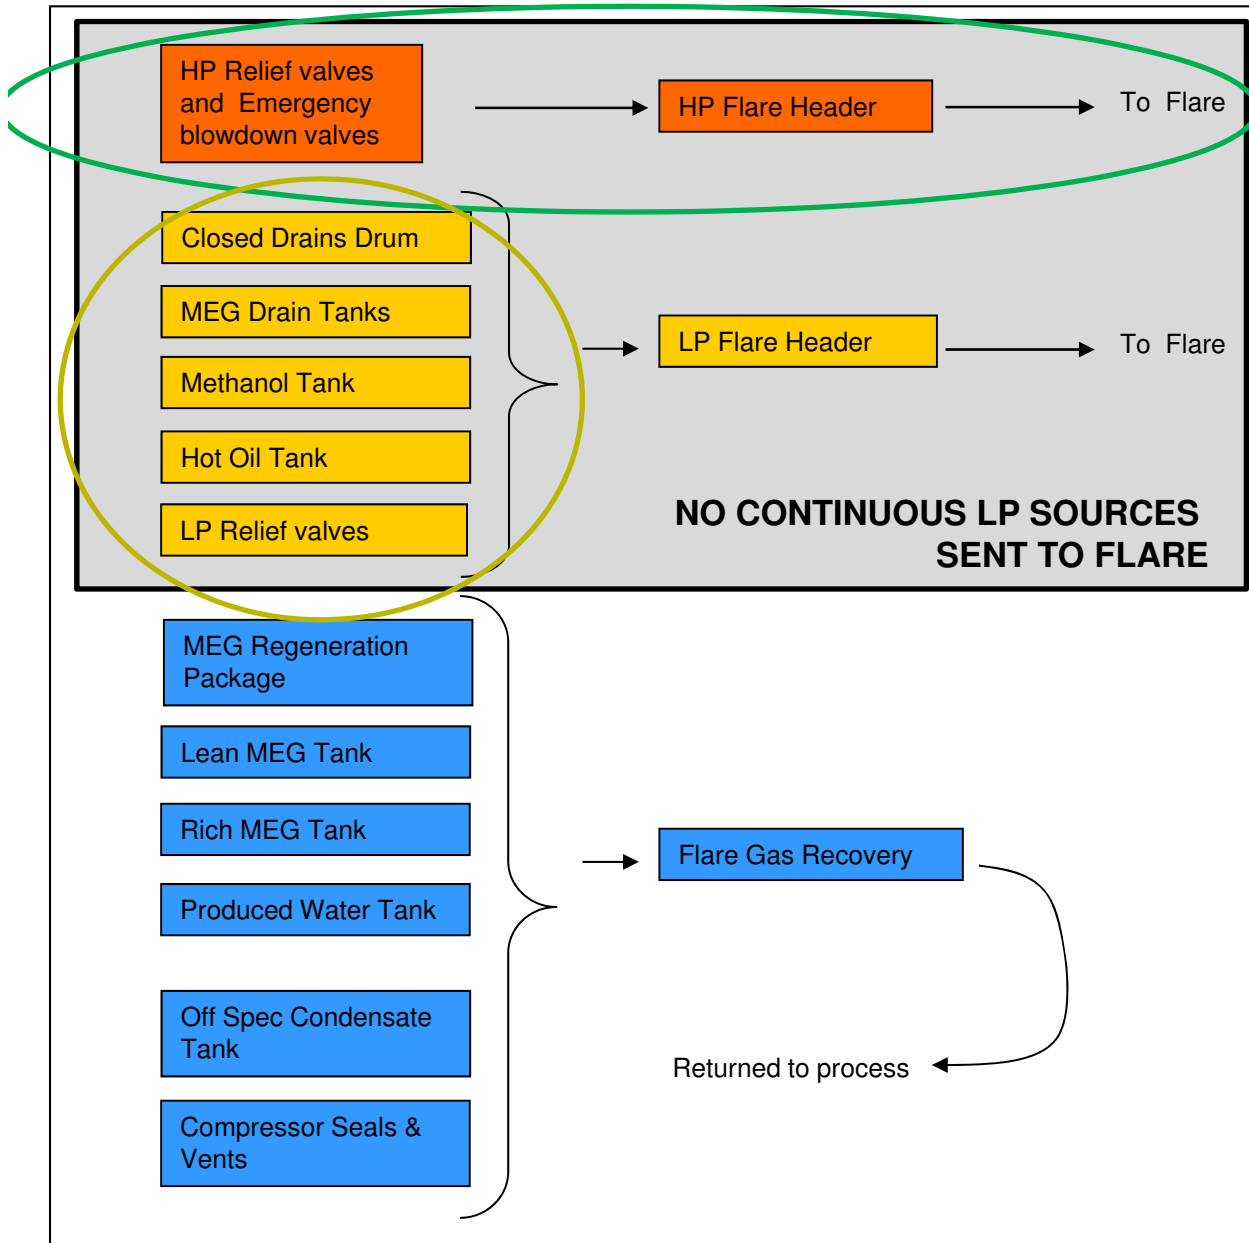 HP Relief valves
and Emergency
blowdown valves
HP Flare Header
To Flare
Closed Drains Drum
MEG Drain Tanks
Methanol Tank
Hot Oil Tank
LP Relief valves
LP Flare Header
To Flare
NO CONTINUOUS LP SOURCES
SENT TO FLARE
MEG Regeneration
Package
Lean MEG Tank
Rich MEG Tank
Produced Water Tank
Off Spec Condensate
Tank
Compressor Seals &
Vents
Flare Gas Recovery
Returned to process